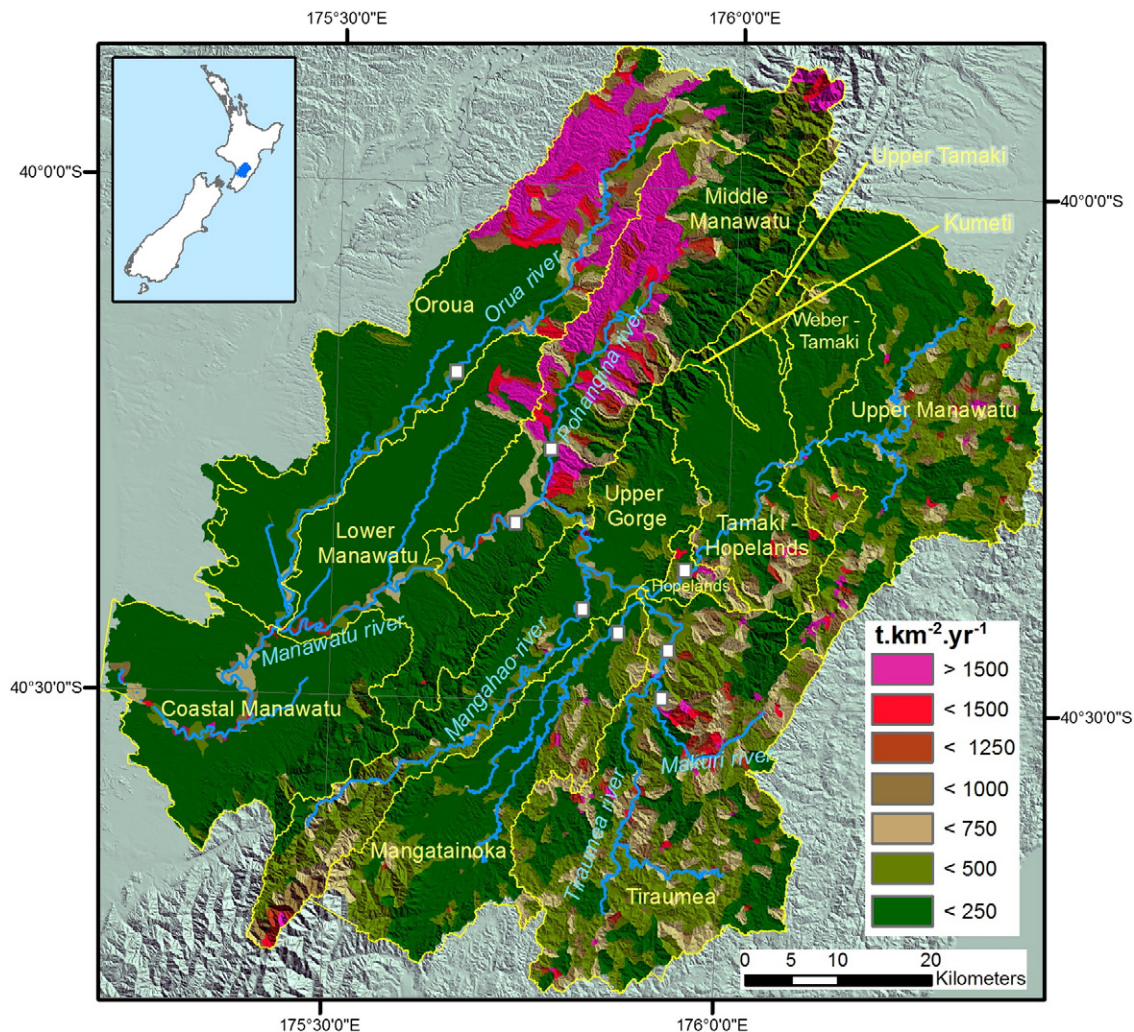 175°30'0"E
176°0'0"E
40°0'0"S
40°0'0"S
Upper Tamaki
Middle
Manawatu
Kumeti
Orua river
Oroua
Pohangina river
Weber -
Tamaki
Upper Manawatu
Upper
Gorge
Lower
Manawatu
Tamaki -
Hopelands
Hopelands
Manawatu river
Mangahao river
40°30'0"S
40°30'0"S
Coastal Manawatu
Makuri river
Mangatainoka
Tiraumea river
Tiraumea
t.km-2.yr-1
> 1500
< 1500
< 1250
< 1000
< 750
< 500
< 250
0 5 10 20
Kilometers
175°30'0"E
176°0'0"E